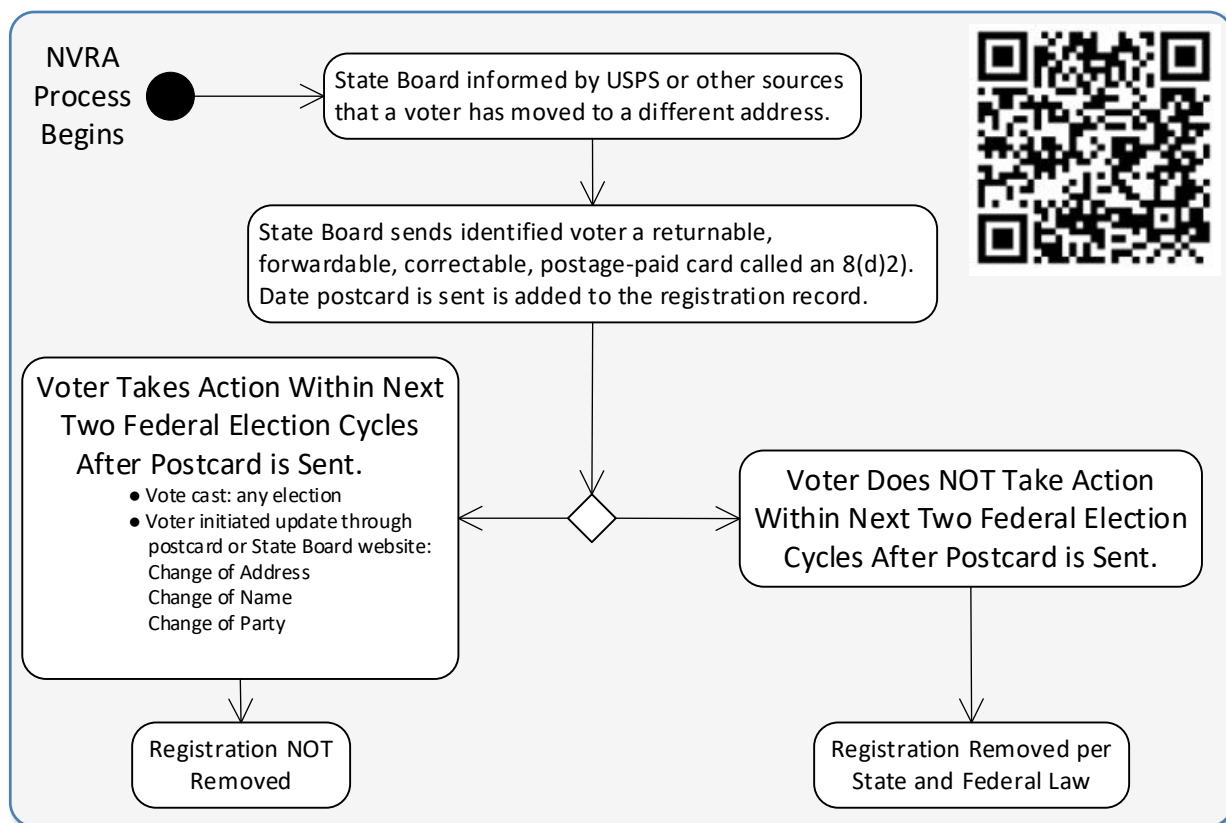 NVRA
Process
Begins
State Board informed by USPS or other sources
that a voter has moved to a different address.
State Board sends identified voter a returnable,
forwardable, correctable, postage-paid card called an 8(d)2).
Date postcard is sent is added to the registration record.
Voter Takes Action Within Next
Two Federal Election Cycles
After Postcard is Sent.
● Vote cast: any election
● Voter initiated update through
postcard or State Board website:
Change of Address
Change of Name
Change of Party
Voter Does NOT Take Action
Within Next Two Federal Election
Cycles After Postcard is Sent.
Registration NOT
Removed
Registration Removed per
State and Federal Law